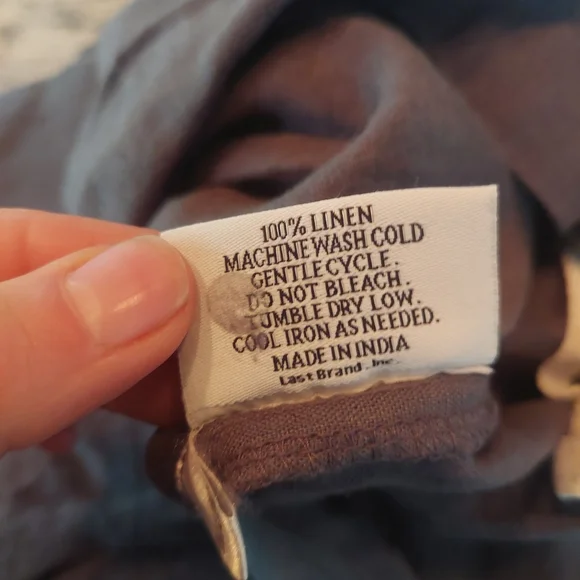 100% LINEN
MACHINE WASH COLD
GENTLE CYCLE.
DO NOT BLEACH.
TUMBLE DRY LOW.
COOL IRON AS NEEDED.
MADE IN INDIA
Last Brand, Inc.